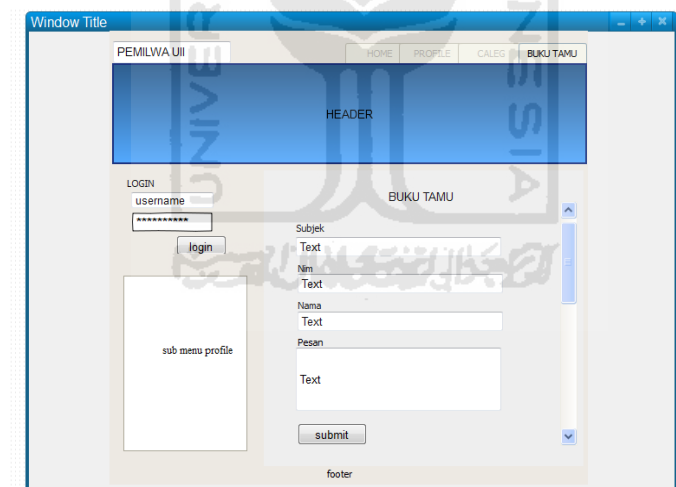 Window Title
PEMILWA UII
HOME PROFILE CALEG BUKU TAMU
HEADER
LOGIN
username
**********
login
sub menu profile
BUKU TAMU
Subjek
Text
Nim
Text
Nama
Text
Pesan
Text
submit
footer